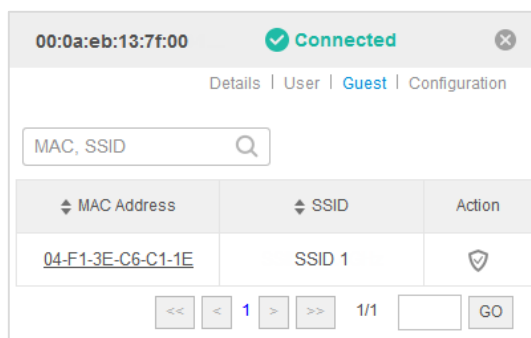 00:0a:eb:13:7f:00 Connected
Details | User | Guest | Configuration
MAC, SSID
MAC Address SSID Action
04-F1-3E-C6-C1-1E SSID 1
<< < 1 > >> 1/1 GO